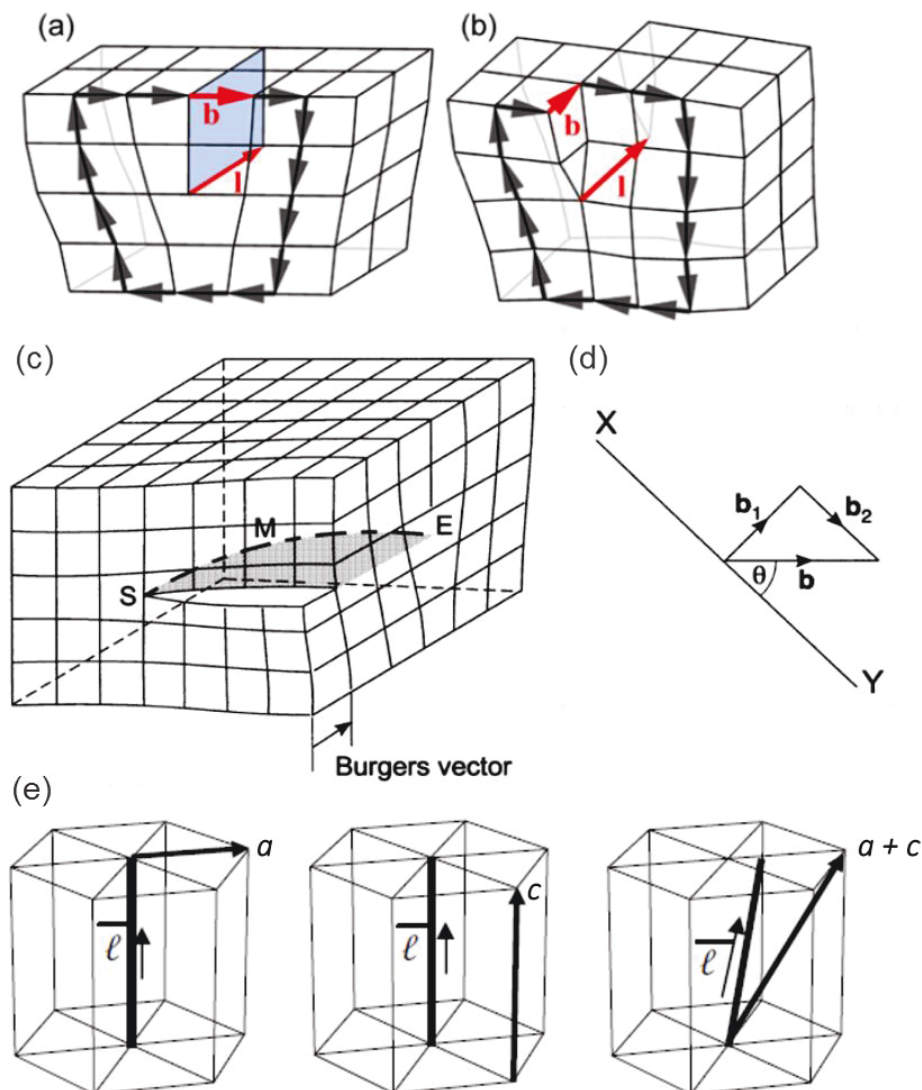 (a)
b
l
(b)
b
l
(c)
M
E
S
Burgers vector
(d)
X
b₁
b₂
θ
b
Y
(e)
a
ℓ
c
ℓ
a + c
ℓ